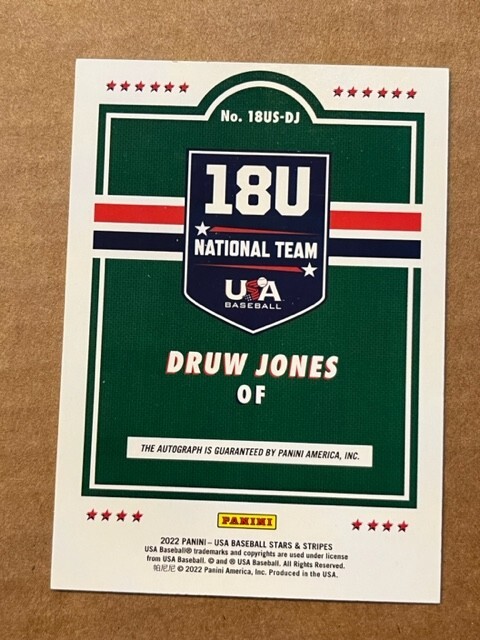 No. 18US-DJ
18U
NATIONAL TEAM
USA
BASEBALL
DRUW JONES
OF
THE AUTOGRAPH IS GUARANTEED BY PANINI AMERICA, INC.
PANINI
2022 PANINI – USA BASEBALL STARS & STRIPES
USA Baseball® trademarks and copyrights are used under license
from USA Baseball. © and ® USA Baseball. All Rights Reserved.
帕尼尼 © 2022 Panini America, Inc. Produced in the USA.